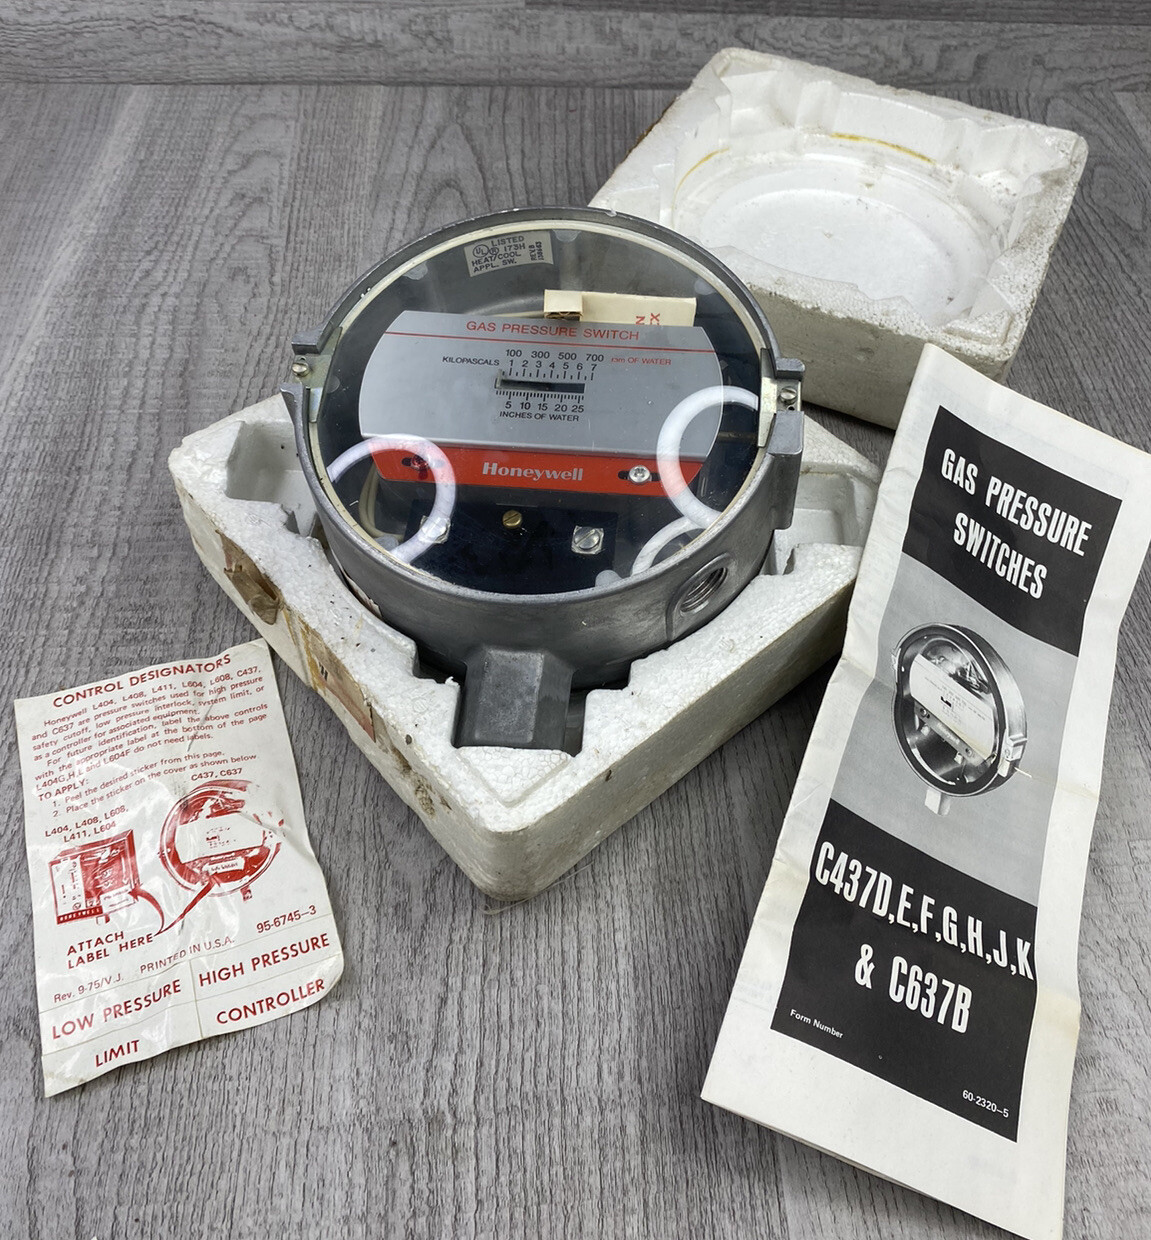 LISTED
173H
HEAT/COOL
APPL. SW.
GAS PRESSURE SWITCH
100 300 500 700 mm OF WATER
KILOPASCALS 1 2 3 4 5 6 7
5 10 15 20 25
INCHES OF WATER
Honeywell
GAS PRESSURE
SWITCHES
C437D,E,F,G,H,J,K
& C637B
Form Number
60-2320-5
CONTROL DESIGNATORS
Honeywell L404, L408, L411, L604, L608, C437,
and C637 are pressure switches used for high pressure
safety cutoff, low pressure interlock, system limit, or
as a controller for associated equipment.
For future identification, label the above controls
with the appropriate label at the bottom of the page
L404G,H,L and L604F do not need labels.
TO APPLY:
1. Peel the desired sticker from this page.
2. Place the sticker on the cover as shown below
C437, C637
L404, L408, L608,
L411, L604
HONEYWELL
ATTACH
LABEL HERE
95-6745-3
Rev. 9-75/V.J. PRINTED IN U.S.A.
LOW PRESSURE HIGH PRESSURE
LIMIT CONTROLLER